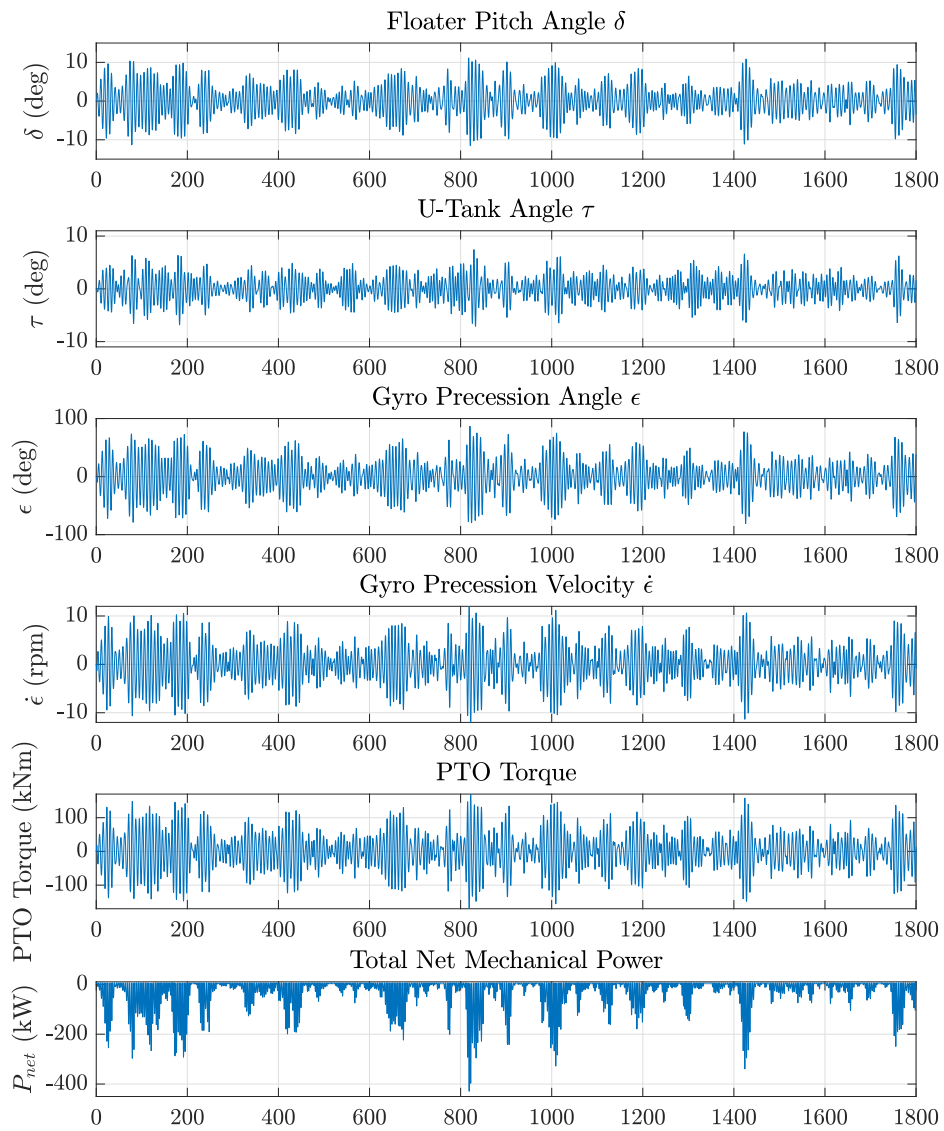 Floater Pitch Angle δ
10
0
-10
δ (deg)
0 200 400 600 800 1000 1200 1400 1600 1800
U-Tank Angle τ
10
0
-10
τ (deg)
0 200 400 600 800 1000 1200 1400 1600 1800
Gyro Precession Angle ϵ
100
0
-100
ϵ (deg)
0 200 400 600 800 1000 1200 1400 1600 1800
Gyro Precession Velocity ϵ̇
10
0
-10
ϵ̇ (rpm)
0 200 400 600 800 1000 1200 1400 1600 1800
PTO Torque
100
0
-100
PTO Torque (kNm)
0 200 400 600 800 1000 1200 1400 1600 1800
Total Net Mechanical Power
0
-200
-400
P_net (kW)
0 200 400 600 800 1000 1200 1400 1600 1800